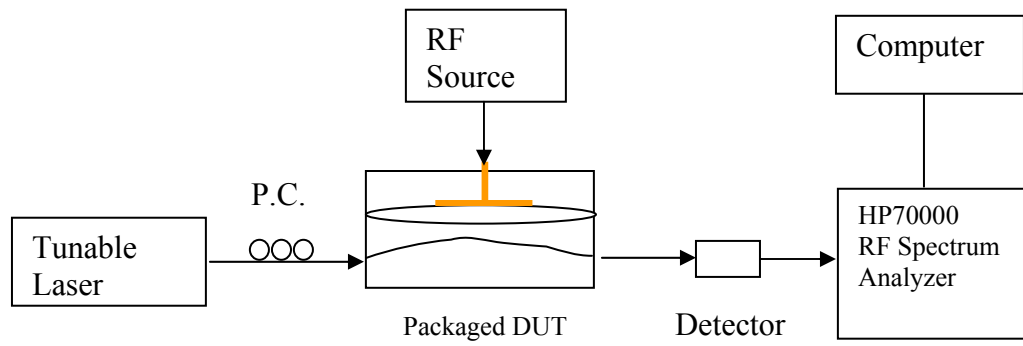 RF
Source
Computer
P.C.
Tunable
Laser
HP70000
RF Spectrum
Analyzer
Packaged DUT
Detector